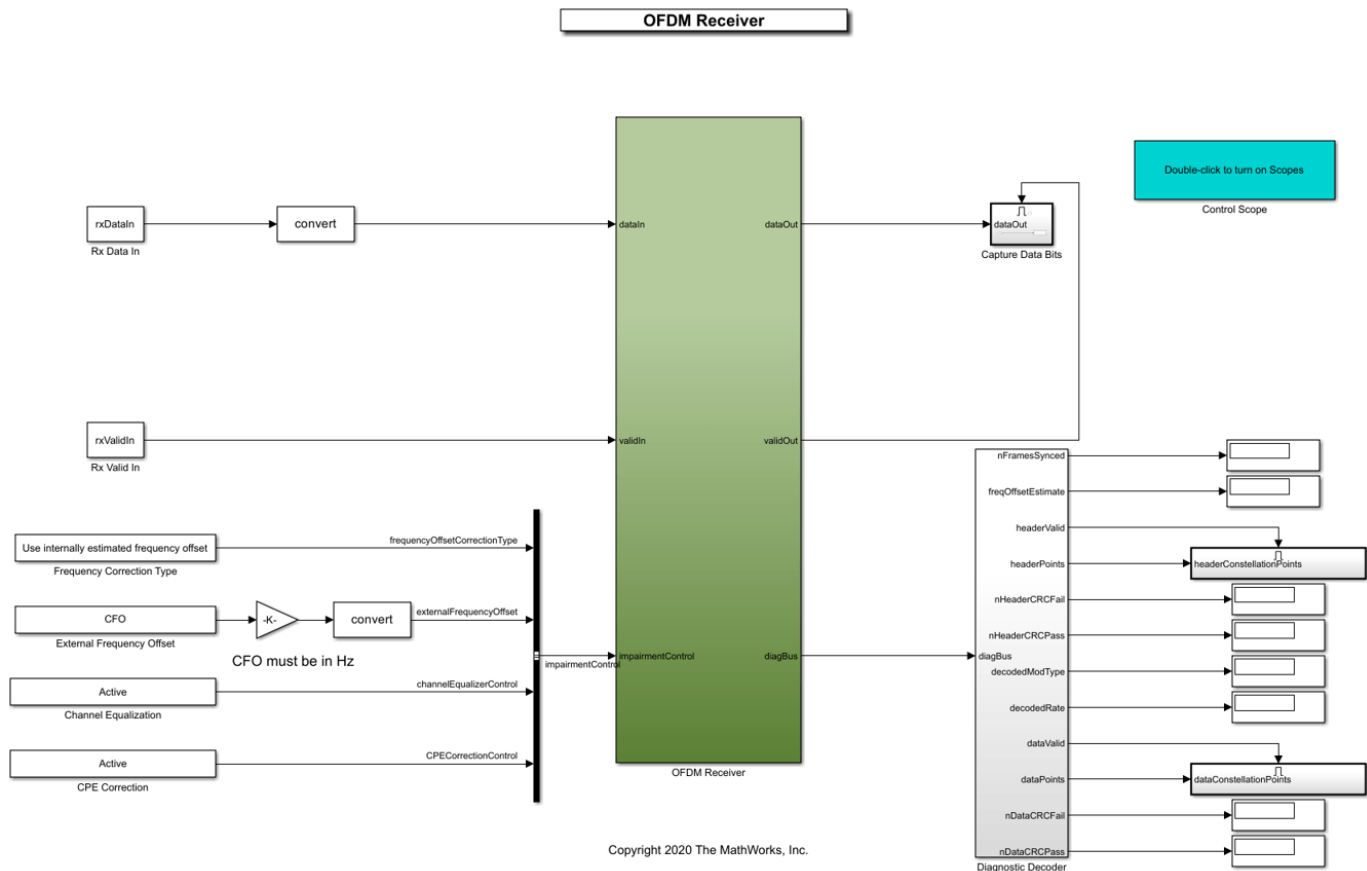 OFDM Receiver
Double-click to turn on Scopes
Control Scope
rxDataIn
Rx Data In
convert
dataIn
dataOut
dataOut
Capture Data Bits
rxValidIn
Rx Valid In
validIn
validOut
Use internally estimated frequency offset
Frequency Correction Type
frequencyOffsetCorrectionType
CFO
External Frequency Offset
-K-
convert
externalFrequencyOffset
CFO must be in Hz
impairmentControl
impairmentControl
diagBus
Active
Channel Equalization
channelEqualizerControl
Active
CPE Correction
CPECorrectionControl
OFDM Receiver
nFramesSynced
freqOffsetEstimate
headerValid
headerPoints
headerConstellationPoints
nHeaderCRCFail
nHeaderCRCPass
diagBus
decodedModType
decodedRate
dataValid
dataPoints
dataConstellationPoints
nDataCRCFail
nDataCRCPass
Diagnostic Decoder
Copyright 2020 The MathWorks, Inc.